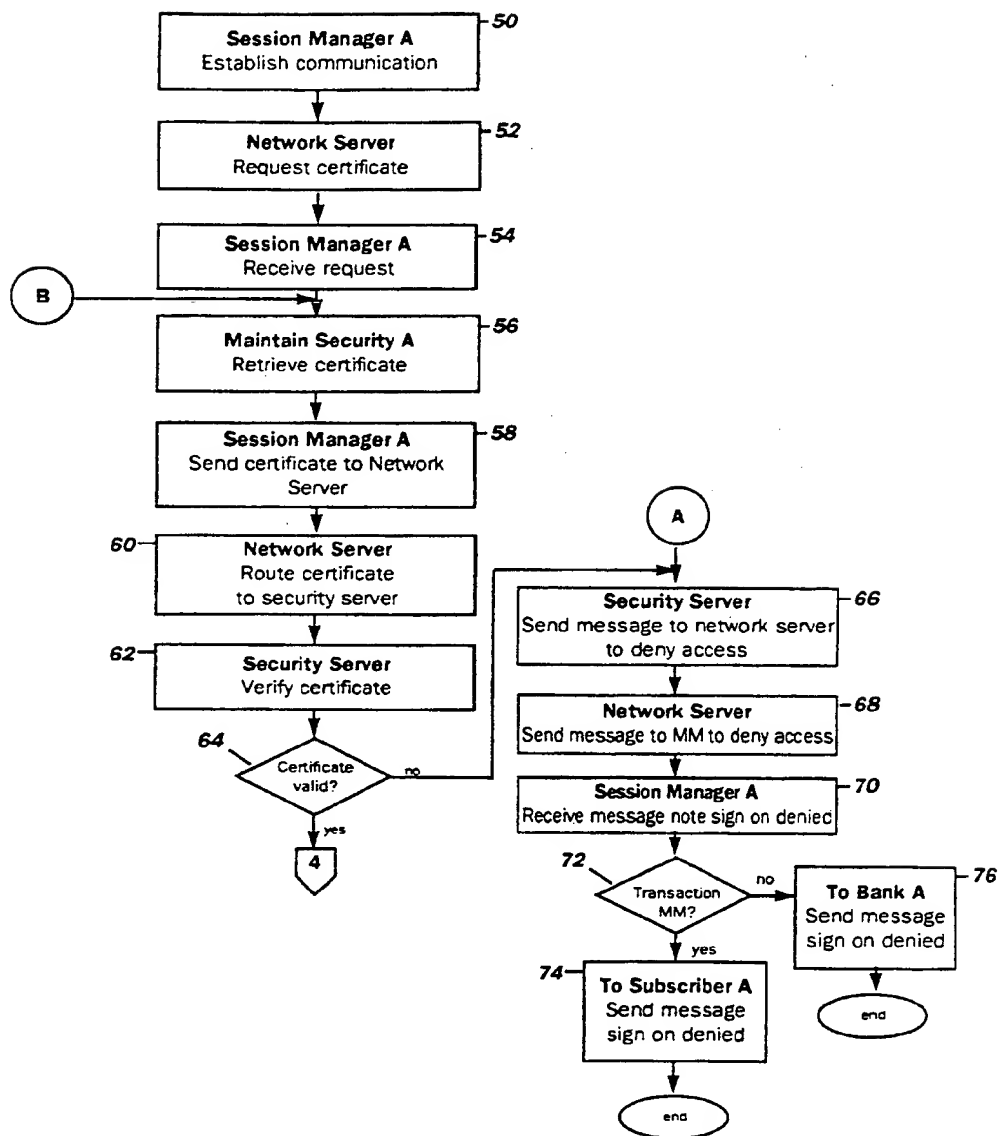 50
Session Manager A
Establish communication
52
Network Server
Request certificate
54
Session Manager A
Receive request
B
56
Maintain Security A
Retrieve certificate
58
Session Manager A
Send certificate to Network
Server
60
Network Server
Route certificate
to security server
62
Security Server
Verify certificate
64
Certificate
valid?
no
yes
4
A
66
Security Server
Send message to network server
to deny access
68
Network Server
Send message to MM to deny access
70
Session Manager A
Receive message note sign on denied
72
Transaction
MM?
no
yes
76
To Bank A
Send message
sign on denied
end
74
To Subscriber A
Send message
sign on denied
end